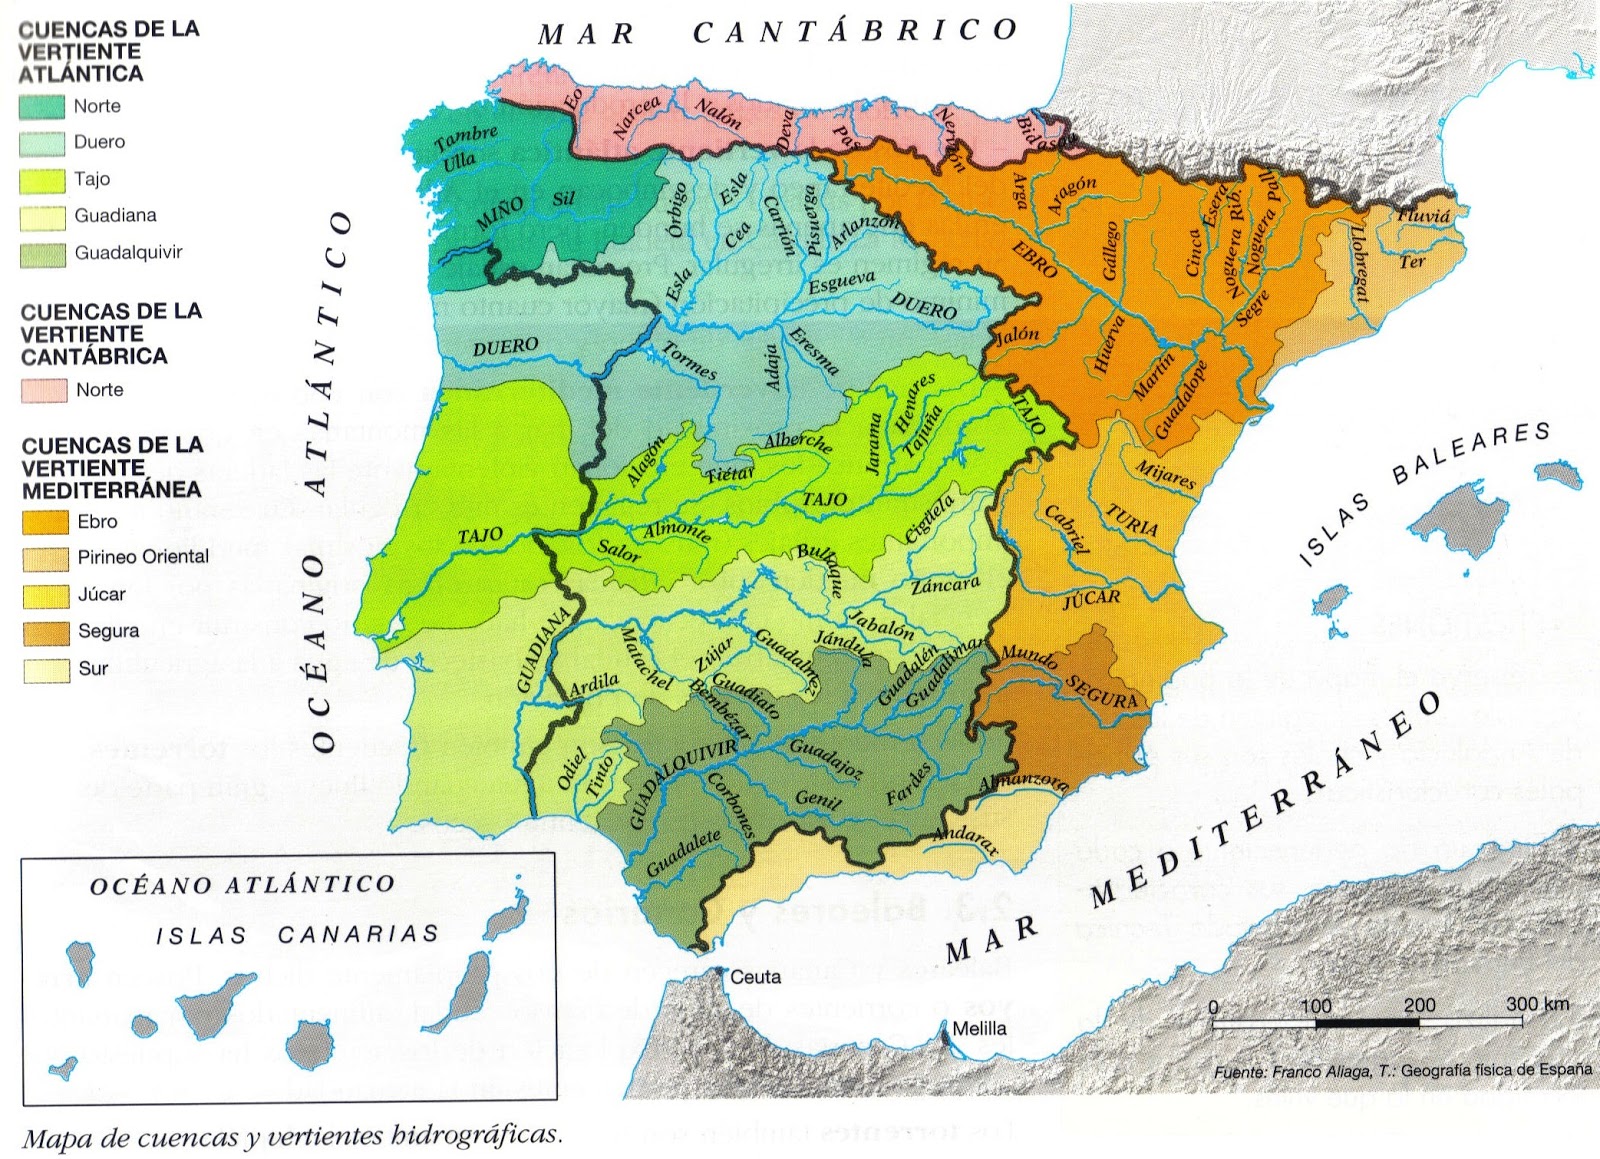 CUENCAS DE LA
VERTIENTE
ATLÁNTICA
Norte
Duero
Tajo
Guadiana
Guadalquivir
CUENCAS DE LA
VERTIENTE
CANTÁBRICA
Norte
CUENCAS DE LA
VERTIENTE
MEDITERRÁNEA
Ebro
Pirineo Oriental
Júcar
Segura
Sur
MAR CANTÁBRICO
OCÉANO ATLÁNTICO
Eo
Narcea
Nalón
Deva
Pas
Nervión
Bidasoa
Tambre
Ulla
MIÑO
Sil
Órbigo
Esla
Cea
Carrión
Pisuerga
Arlanzón
Esla
Esgueva
DUERO
DUERO
Tormes
Adaja
Eresma
Arga
Aragón
EBRO
Gállego
Cinca
Esera
Noguera Rib.
Noguera Pall.
Segre
Jalón
Huerva
Martín
Guadalope
Llobregat
Fluviá
Ter
Alagón
Tiétar
Alberche
Jarama
Henares
Tajuña
TAJO
TAJO
TAJO
Almonte
Salor
Cigüela
Bullaque
Záncara
Jabalón
GUADIANA
Matachel
Zújar
Guadalmez
Ardila
Odiel
Tinto
Mijares
TURIA
Cabriel
JÚCAR
Mundo
SEGURA
Jándula
Guadalén
Guadalimar
Guadiato
Bembézar
GUADALQUIVIR
Guadajoz
Corbones
Genil
Fardes
Guadalete
Almanzora
Andarax
ISLAS BALEARES
MAR MEDITERRÁNEO
Ceuta
Melilla
OCÉANO ATLÁNTICO
ISLAS CANARIAS
0 100 200 300 km
Fuente: Franco Aliaga, T.: Geografía física de España
Mapa de cuencas y vertientes hidrográficas.